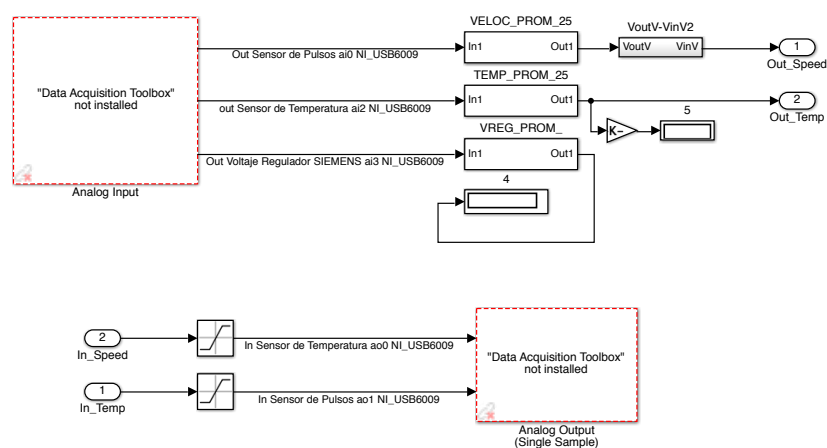 VELOC_PROM_25
VoutV-VinV2
In1
Out1
VoutV
VinV
1
Out Sensor de Pulsos ai0 NI_USB6009
Out_Speed
TEMP_PROM_25
"Data Acquisition Toolbox"
not installed
In1
Out1
2
out Sensor de Temperatura ai2 NI_USB6009
5
Out_Temp
K-
VREG_PROM_
In1
Out1
Out Voltaje Regulador SIEMENS ai3 NI_USB6009
4
Analog Input
2
In_Speed
In Sensor de Temperatura ao0 NI_USB6009
"Data Acquisition Toolbox"
not installed
1
In_Temp
In Sensor de Pulsos ao1 NI_USB6009
Analog Output
(Single Sample)